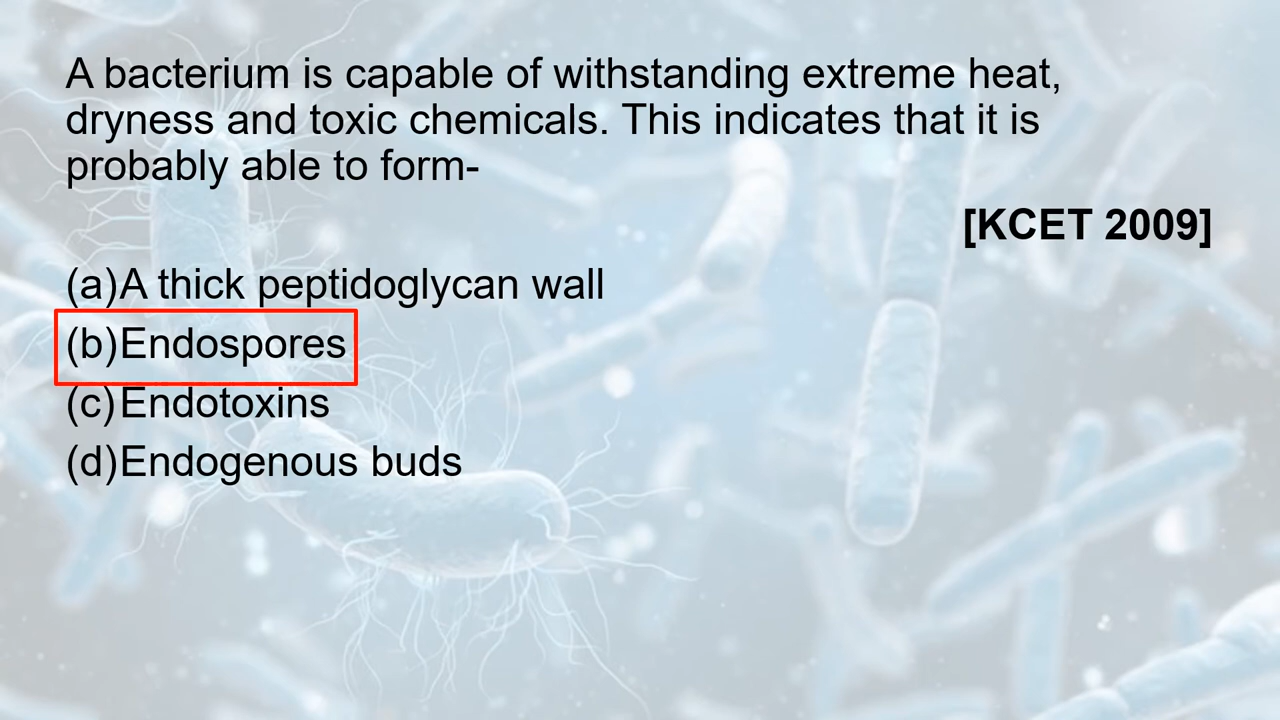 A bacterium is capable of withstanding extreme heat,
dryness and toxic chemicals. This indicates that it is
probably able to form-
[KCET 2009]
(a)A thick peptidoglycan wall
(b)Endospores
(c)Endotoxins
(d)Endogenous buds